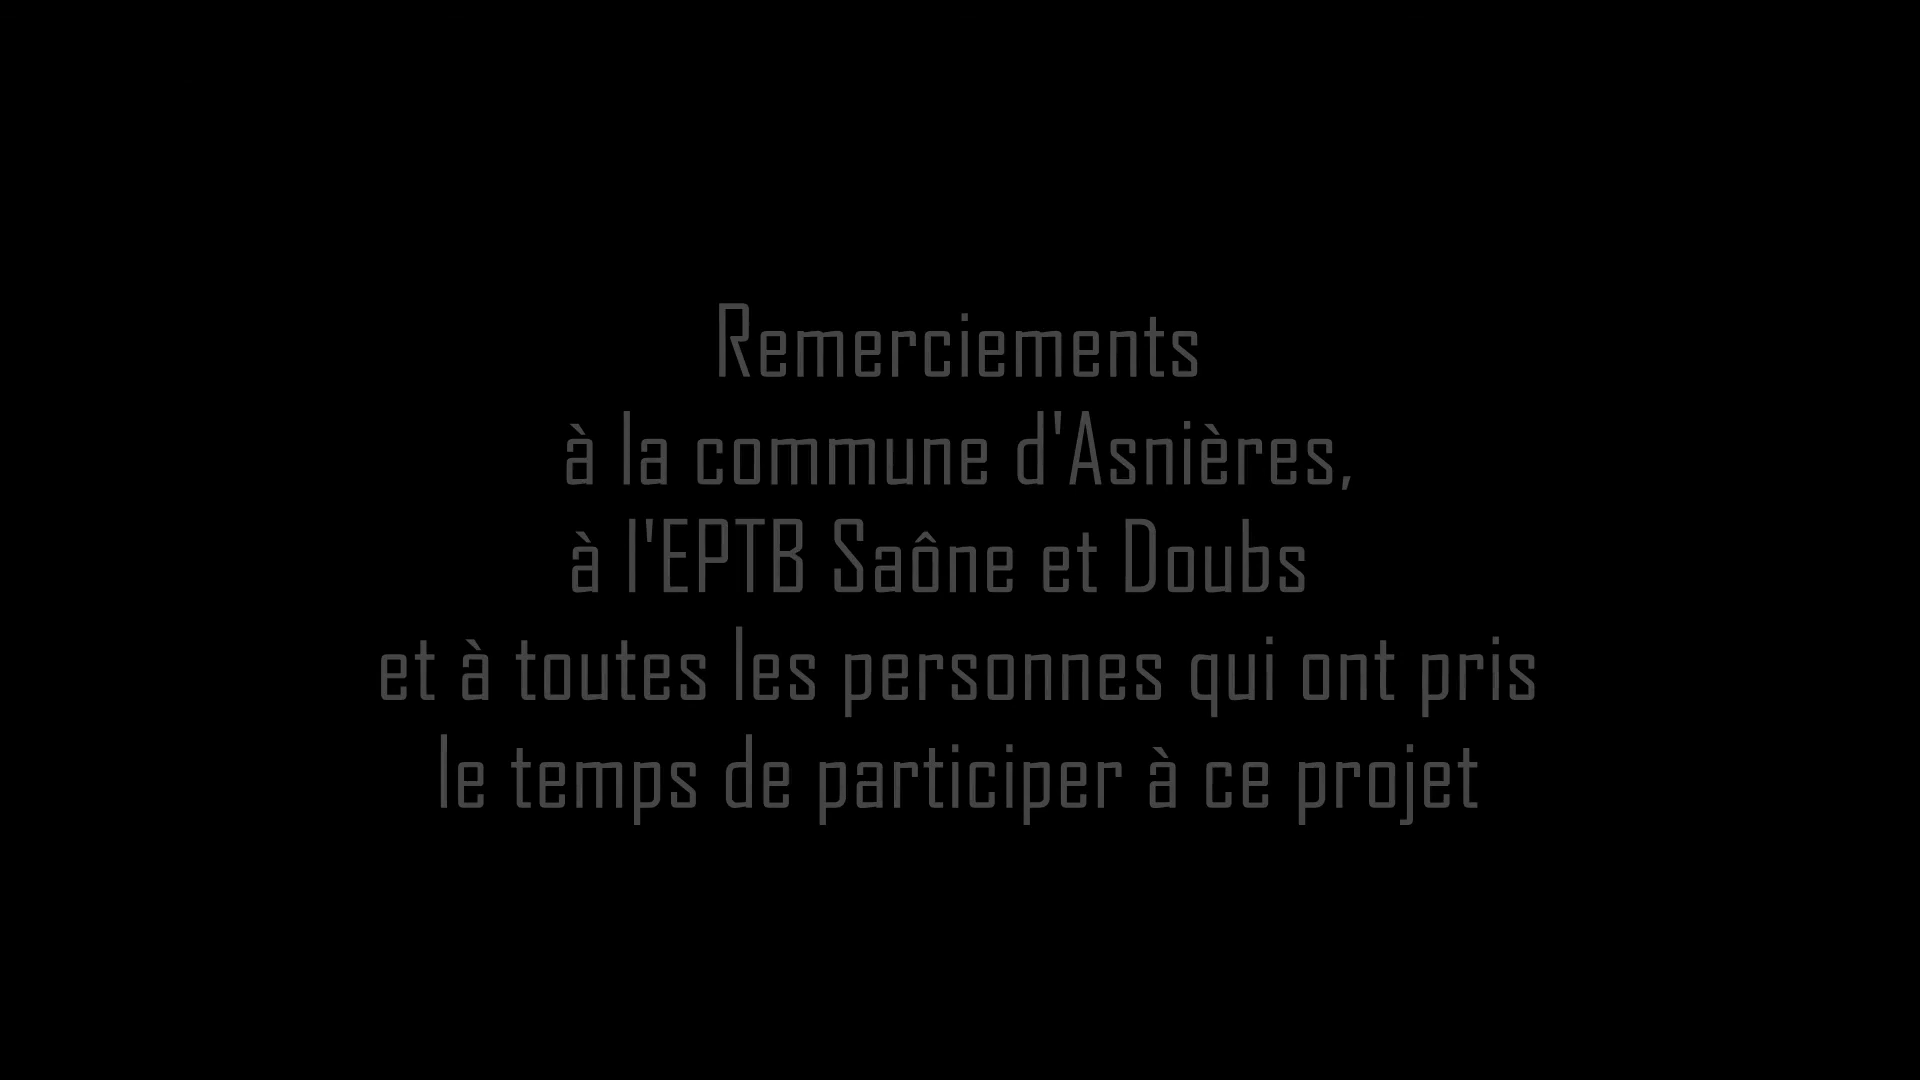 Remerciements
à la commune d'Asnières,
à l'EPTB Saône et Doubs
et à toutes les personnes qui ont pris
le temps de participer à ce projet